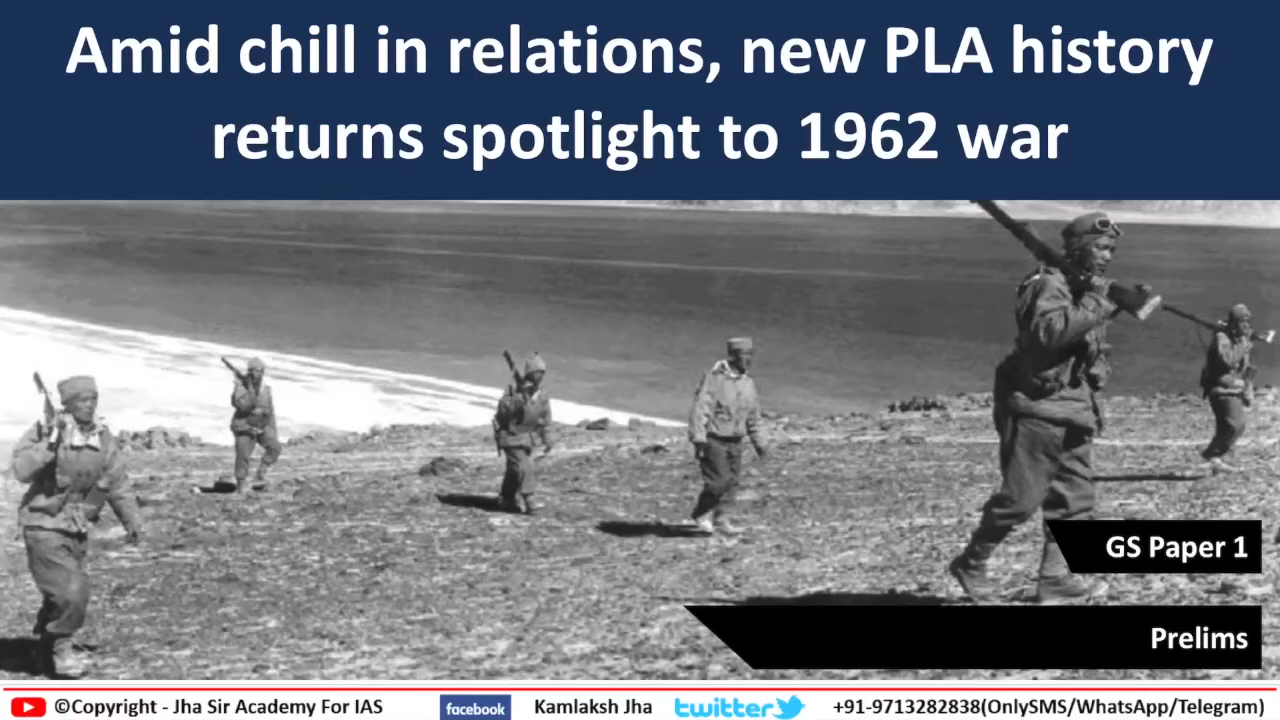 Amid chill in relations, new PLA history
returns spotlight to 1962 war
GS Paper 1
Prelims
©Copyright - Jha Sir Academy For IAS facebook Kamlaksh Jha twitter +91-9713282838(OnlySMS/WhatsApp/Telegram)